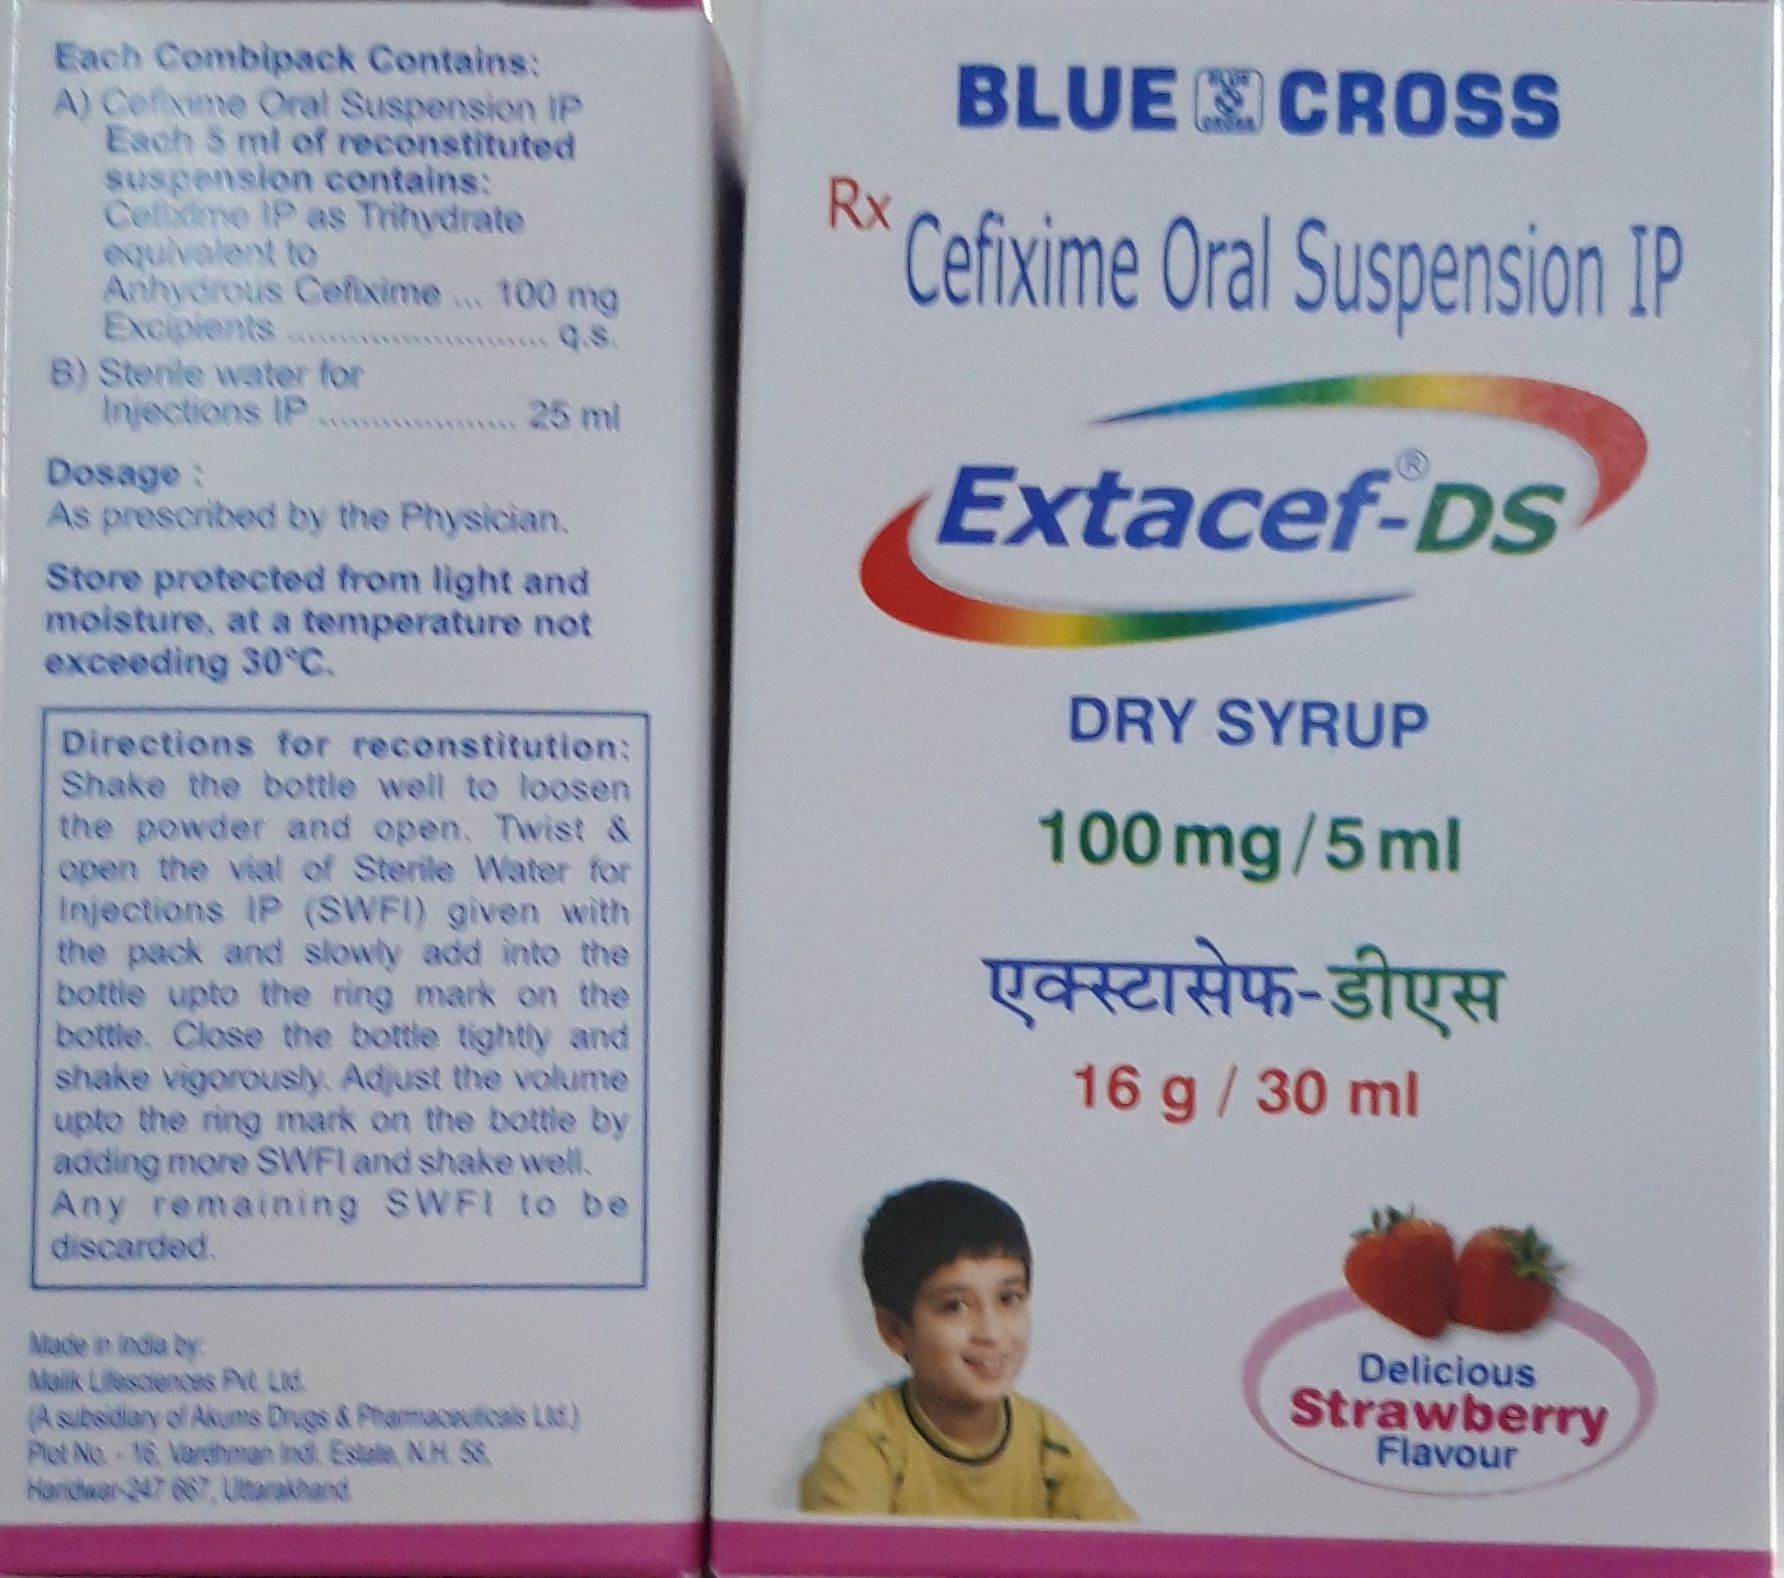 Each Combipack Contains:
A) Cefixime Oral Suspension IP
Each 5 ml of reconstituted
suspension contains:
Cefixime IP as Trihydrate
equivalent to
Anhydrous Cefixime ... 100 mg
Excipients .......................... q.s.
B) Sterile water for
Injections IP .................... 25 ml
Dosage :
As prescribed by the Physician.
Store protected from light and
moisture, at a temperature not
exceeding 30°C.
Directions for reconstitution:
Shake the bottle well to loosen
the powder and open. Twist &
open the vial of Sterile Water for
Injections IP (SWFI) given with
the pack and slowly add into the
bottle upto the ring mark on the
bottle. Close the bottle tightly and
shake vigorously. Adjust the volume
upto the ring mark on the bottle by
adding more SWFI and shake well.
Any remaining SWFI to be
discarded.
Made in India by:
Malik Lifesciences Pvt. Ltd.
(A subsidiary of Akums Drugs & Pharmaceuticals Ltd.)
Plot No. - 16, Vardhman Indl. Estate, N.H. 58,
Haridwar-247 667, Uttarakhand.
BLUE BLUE CROSS CROSS
Rx Cefixime Oral Suspension IP
Extacef®-DS
DRY SYRUP
100 mg/5 ml
एक्स्टासेफ-डीएस
16 g / 30 ml
Delicious
Strawberry
Flavour